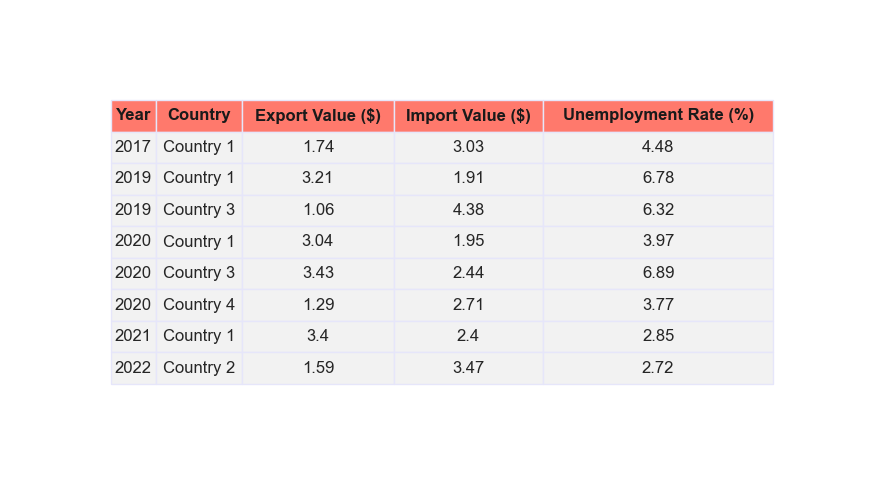 Year Country Export Value ($) Import Value ($) Unemployment Rate (%)
2017 Country 1 1.74 3.03 4.48
2019 Country 1 3.21 1.91 6.78
2019 Country 3 1.06 4.38 6.32
2020 Country 1 3.04 1.95 3.97
2020 Country 3 3.43 2.44 6.89
2020 Country 4 1.29 2.71 3.77
2021 Country 1 3.4 2.4 2.85
2022 Country 2 1.59 3.47 2.72